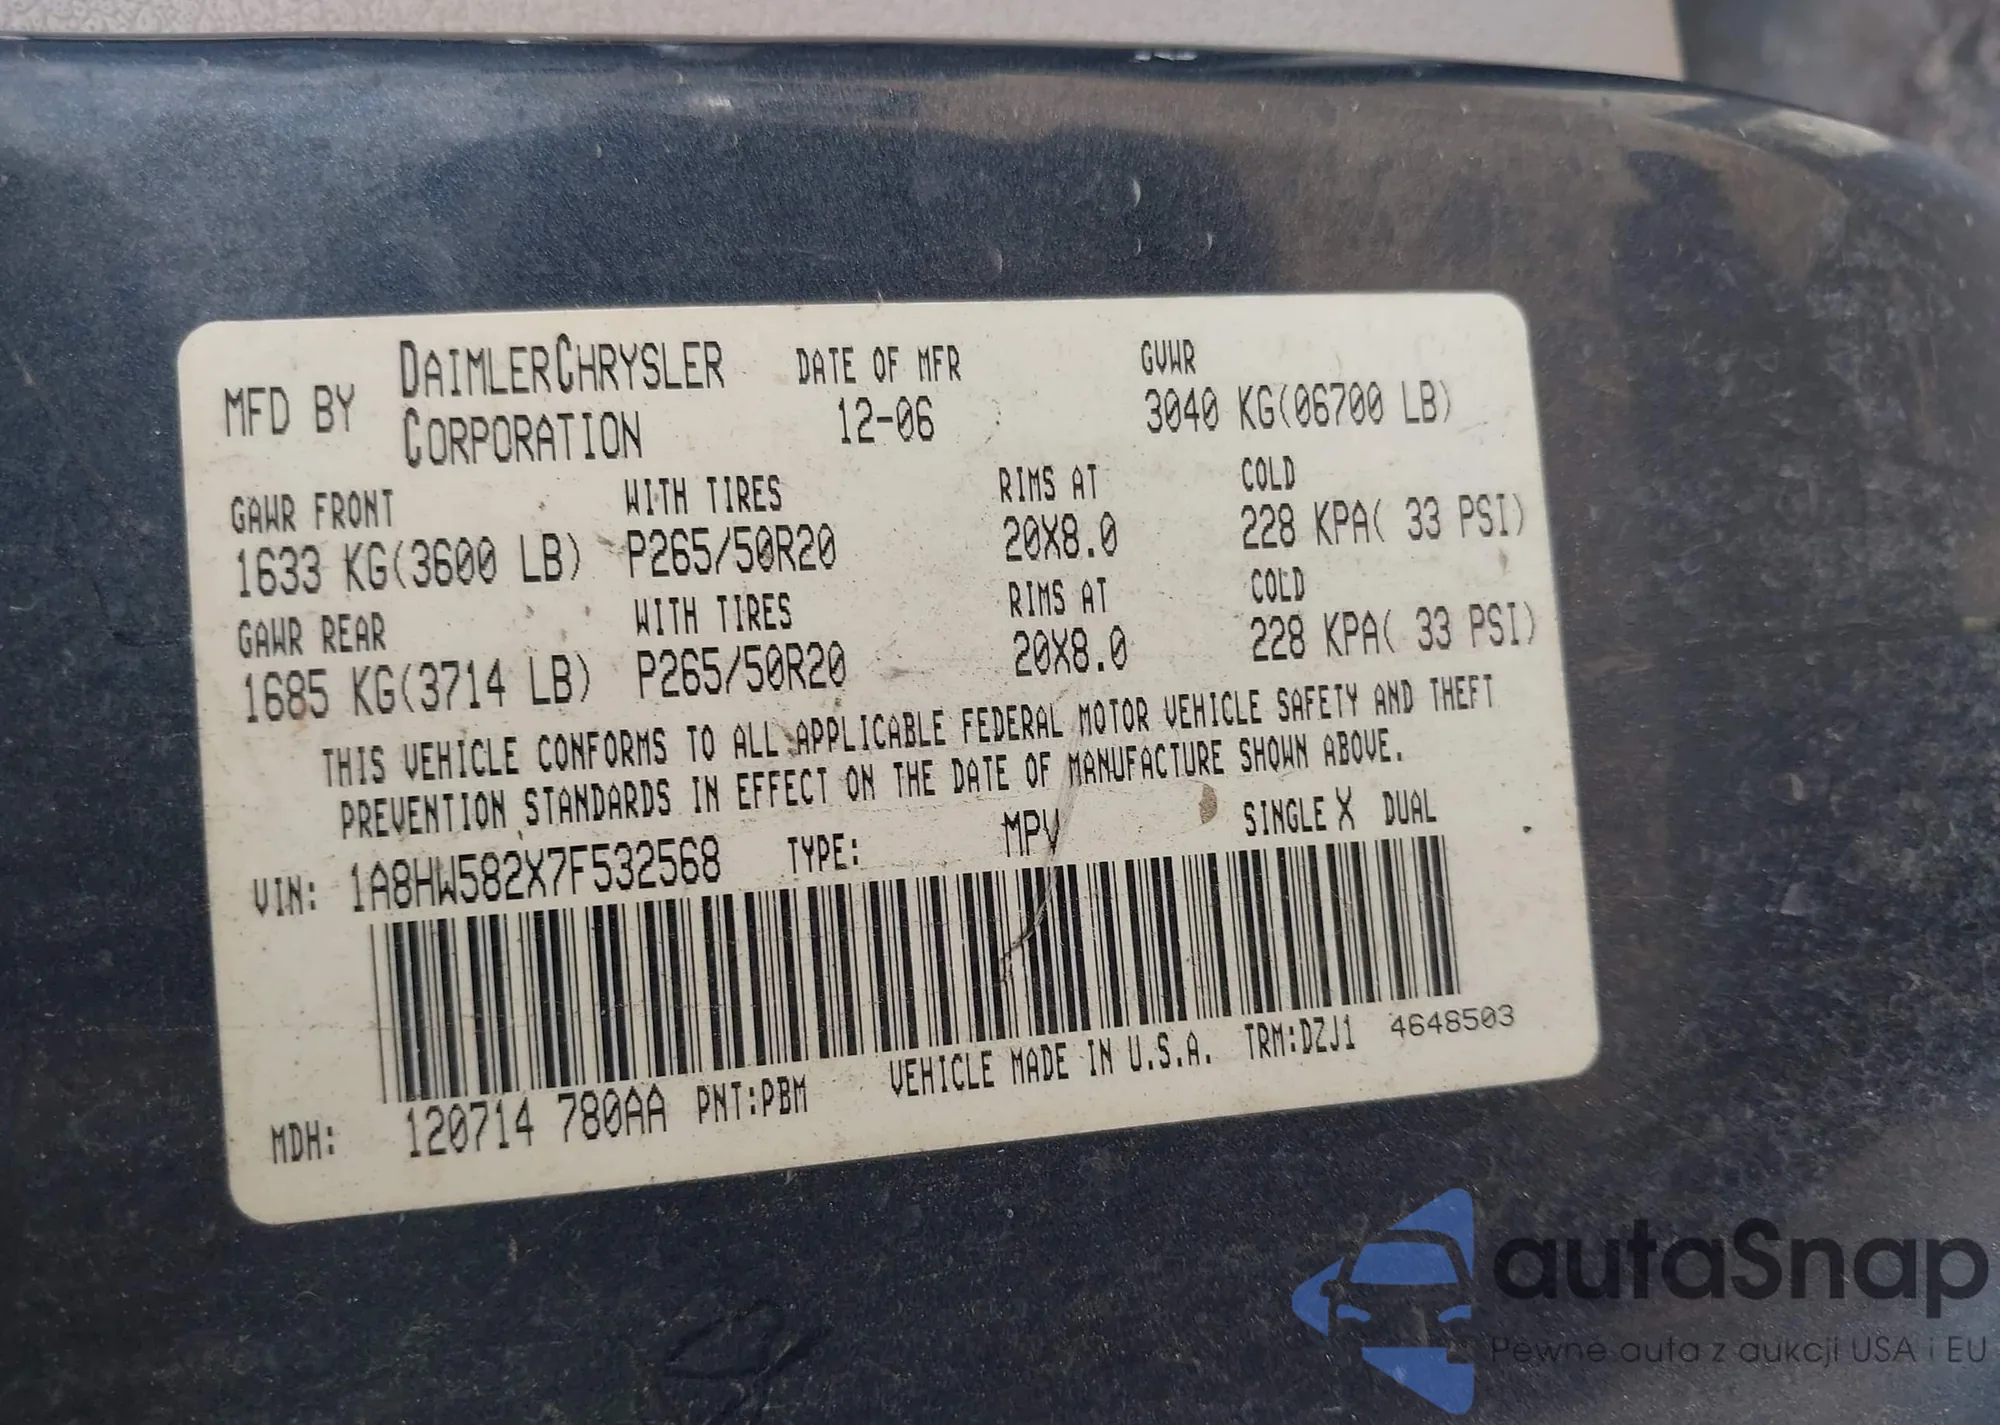 MFD BY DAIMLERCHRYSLER CORPORATION DATE OF MFR 12-06 GVWR 3040 KG(06700 LB)
GAWR FRONT WITH TIRES RIMS AT COLD
1633 KG(3600 LB) P265/50R20 20X8.0 228 KPA( 33 PSI)
GAWR REAR WITH TIRES RIMS AT COLD
1685 KG(3714 LB) P265/50R20 20X8.0 228 KPA( 33 PSI)
THIS VEHICLE CONFORMS TO ALL APPLICABLE FEDERAL MOTOR VEHICLE SAFETY AND THEFT
PREVENTION STANDARDS IN EFFECT ON THE DATE OF MANUFACTURE SHOWN ABOVE.
VIN: 1A8HW582X7F532568 TYPE: MPV SINGLE X DUAL
MDH: 120714 780AA PNT:PBM VEHICLE MADE IN U.S.A. TRM:DZJ1 4648503
autaSnap
Pewne auta z aukcji USA i EU